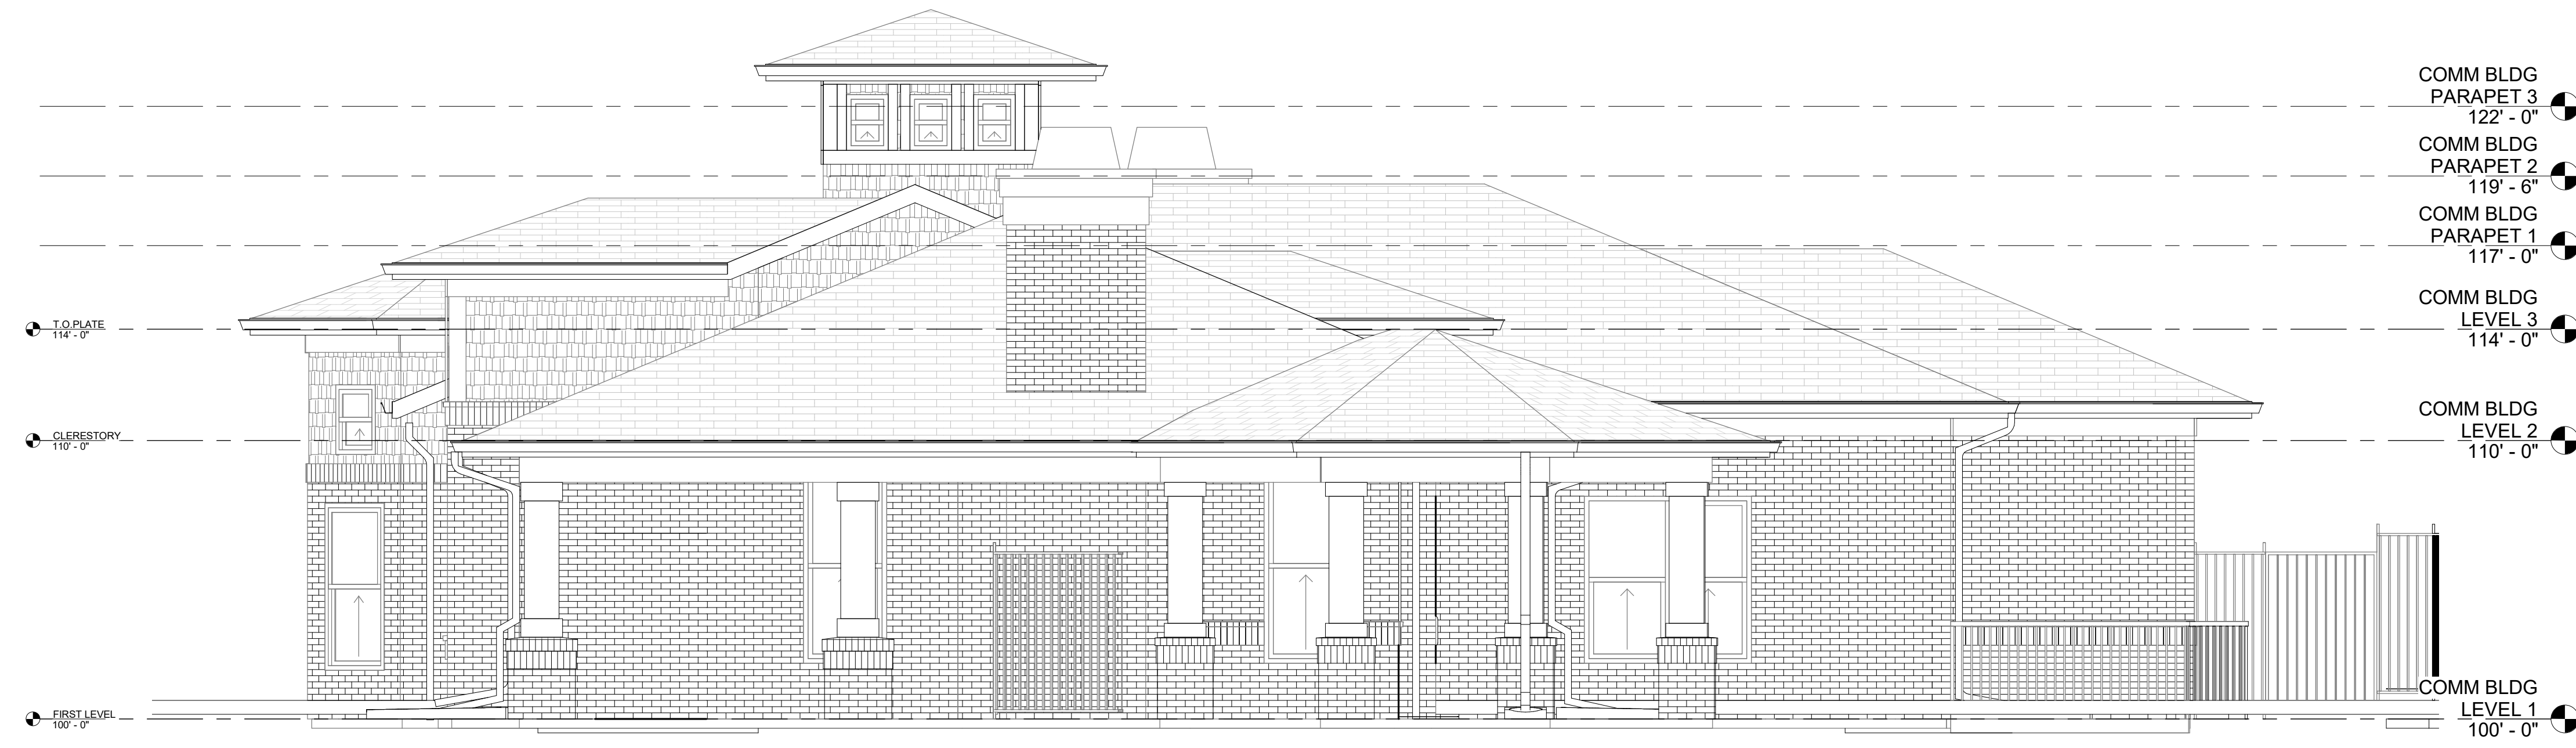 COMM BLDG
PARAPET 3
122' - 0"
COMM BLDG
PARAPET 2
119' - 6"
COMM BLDG
PARAPET 1
117' - 0"
T.O.PLATE
114' - 0"
COMM BLDG
LEVEL 3
114' - 0"
CLERESTORY
110' - 0"
COMM BLDG
LEVEL 2
110' - 0"
FIRST LEVEL
100' - 0"
COMM BLDG
LEVEL 1
100' - 0"